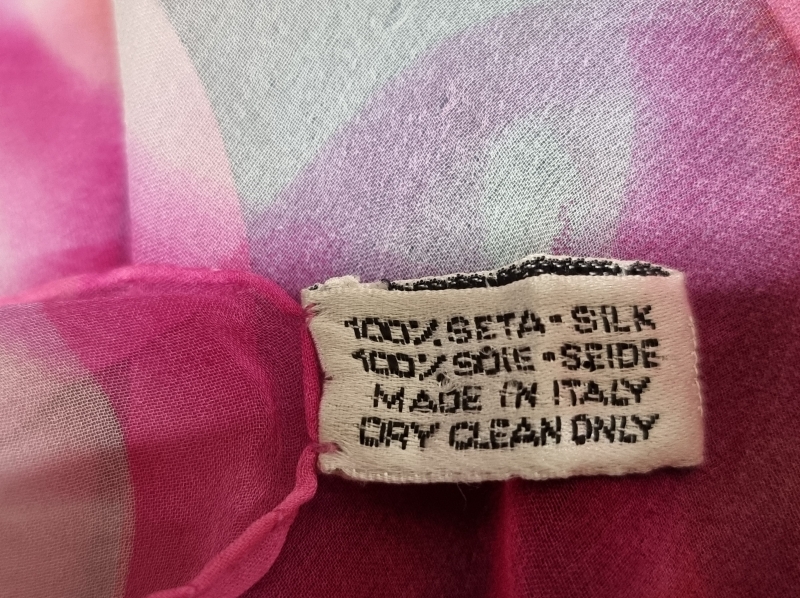 100% SETA - SILK
100% SOIE - SEIDE
MADE IN ITALY
DRY CLEAN ONLY